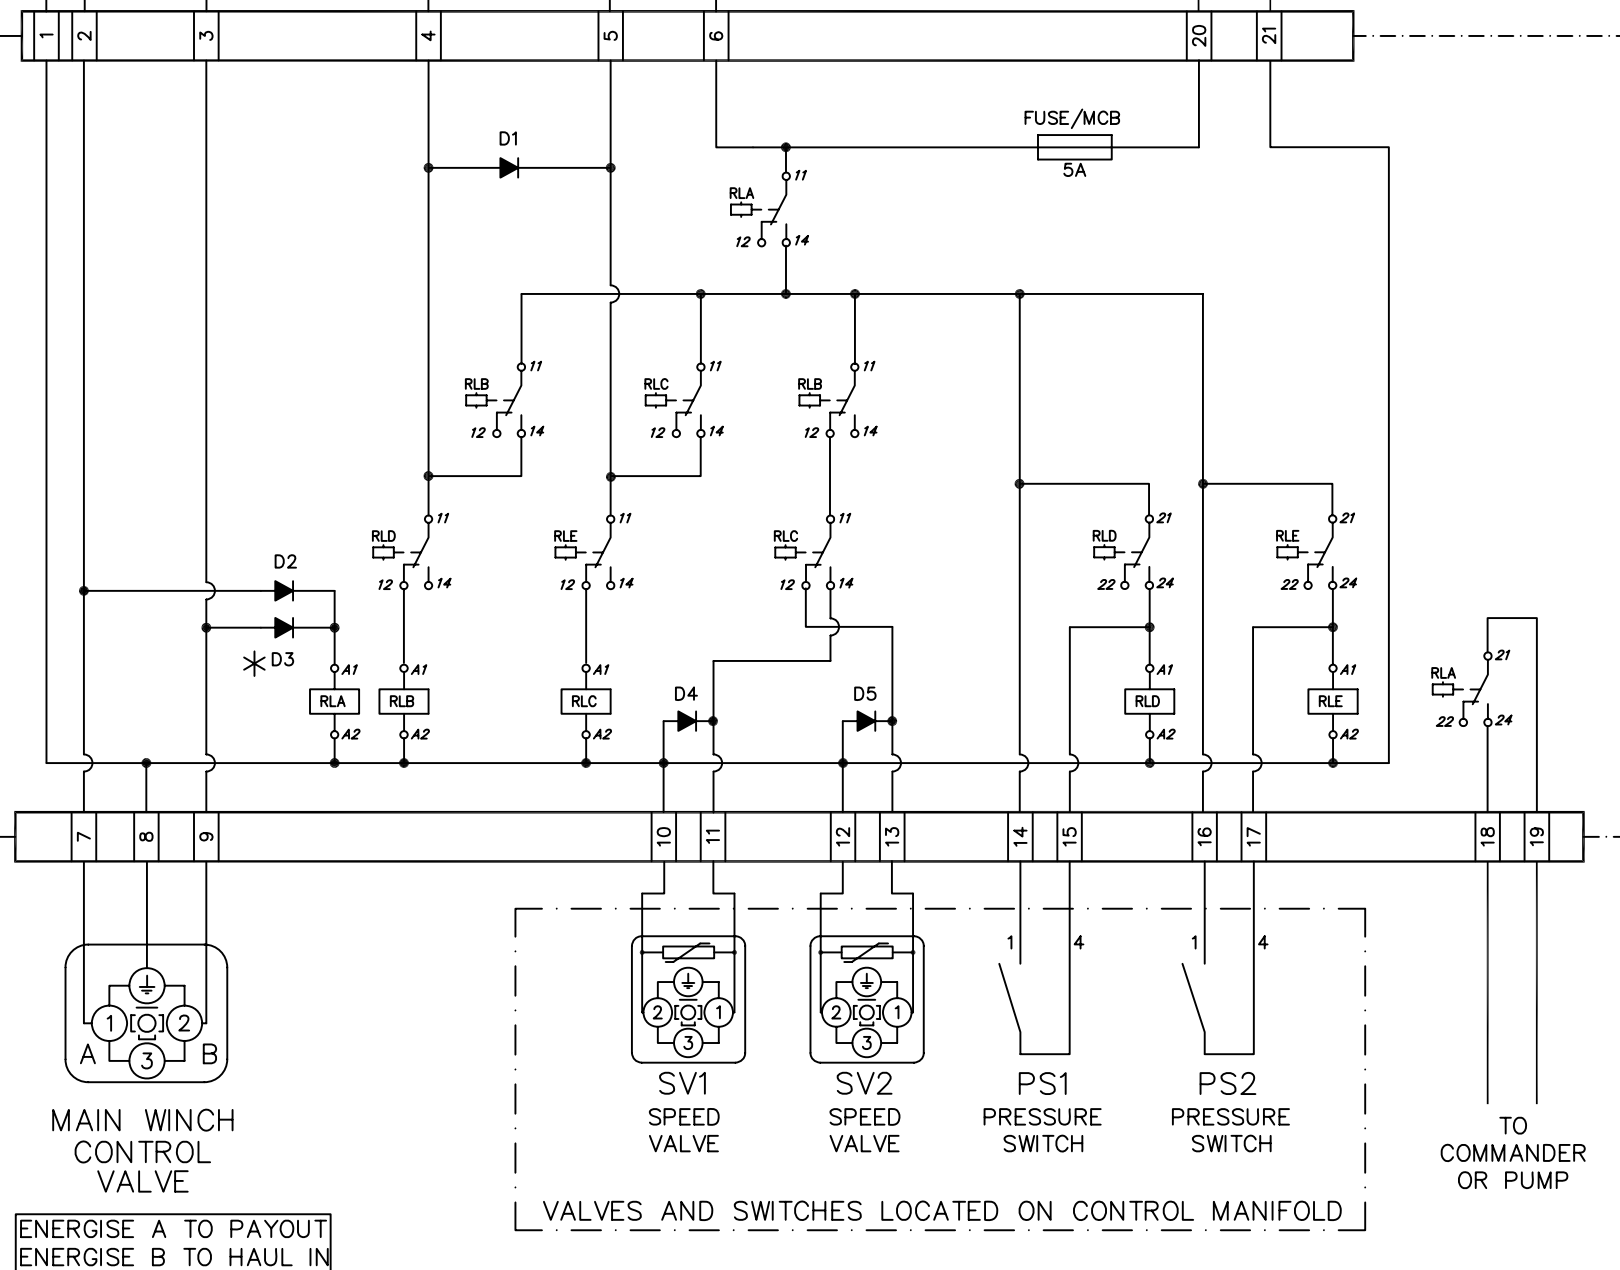 1 2 3 4 5 6 20 21
FUSE/MCB
D1
5A
11
RLA
12 14
11 11 11
RLB RLC RLB
12 14 12 14 12 14
11 11 11 21 21
RLD RLE RLC RLD RLE
D2
12 14 12 14 12 14 22 24 22 24
D3
21
A1 A1 A1 A1 A1
RLA
D4 D5
RLA RLB RLC RLD RLE
22 24
A2 A2 A2 A2 A2
7 8 9 10 11 12 13 14 15 16 17 18 19
1 4 1 4
1 2
3
A B
2 1
3
2 1
3
SV1 SV2 PS1 PS2
SPEED
VALVE
SPEED
VALVE
PRESSURE
SWITCH
PRESSURE
SWITCH
MAIN WINCH
CONTROL
VALVE
TO
COMMANDER
OR PUMP
VALVES AND SWITCHES LOCATED ON CONTROL MANIFOLD
ENERGISE A TO PAYOUT
ENERGISE B TO HAUL IN